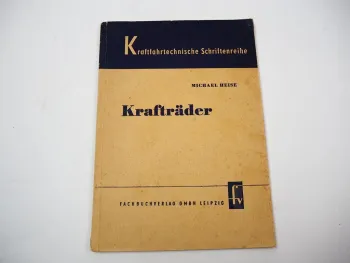 Kraftfahrtechnische Schriftenreihe
MICHAEL HEISE
Krafträder
FACHBUCHVERLAG GMBH LEIPZIG
fv